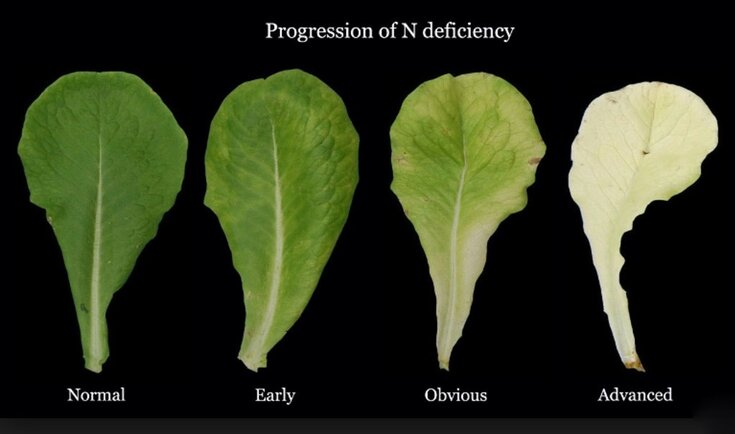 Progression of N deficiency
Normal
Early
Obvious
Advanced